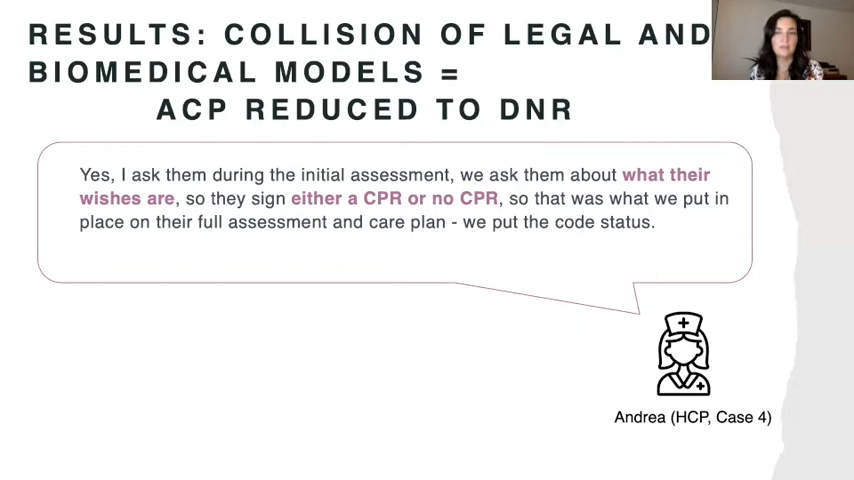 RESULTS: COLLISION OF LEGAL AND
BIOMEDICAL MODELS =
ACP REDUCED TO DNR
Yes, I ask them during the initial assessment, we ask them about what their
wishes are, so they sign either a CPR or no CPR, so that was what we put in
place on their full assessment and care plan - we put the code status.
Andrea (HCP, Case 4)